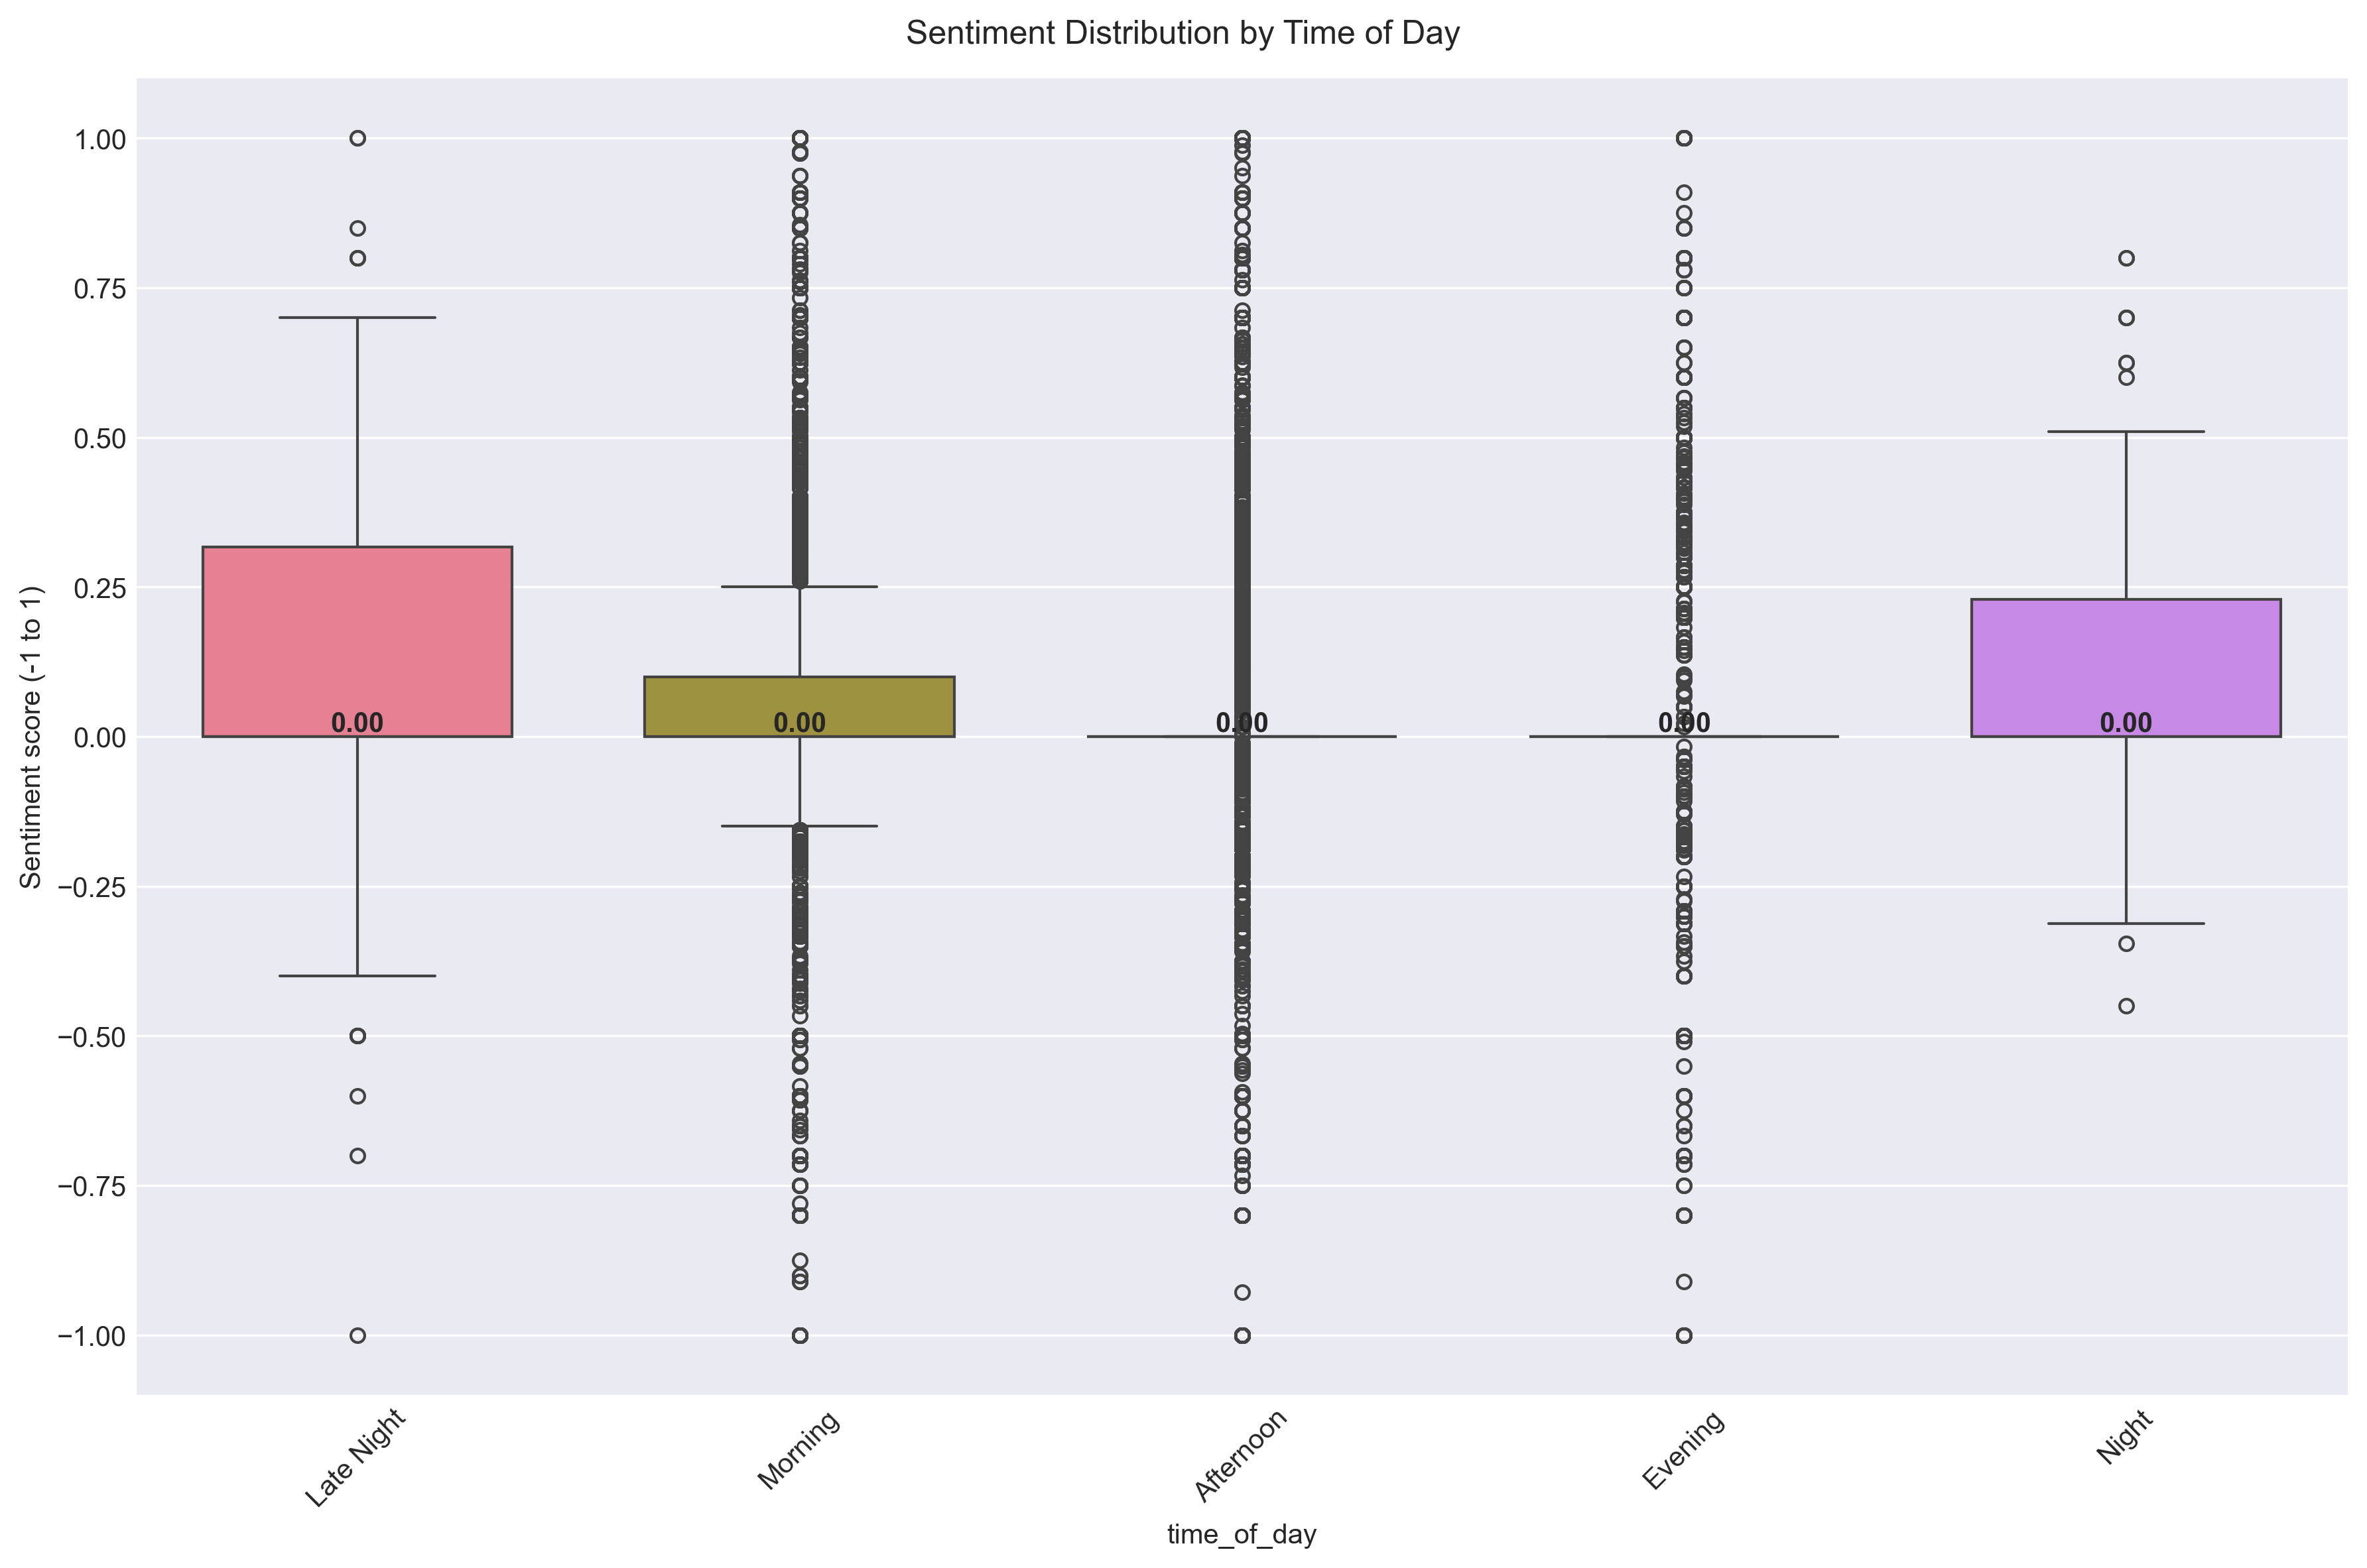 Sentiment Distribution by Time of Day
Sentiment score (-1 to 1)
1.00
0.75
0.50
0.25
0.00
−0.25
−0.50
−0.75
−1.00
0.00
0.00
0.00
0.00
0.00
Late Night
Morning
Afternoon
Evening
Night
time_of_day